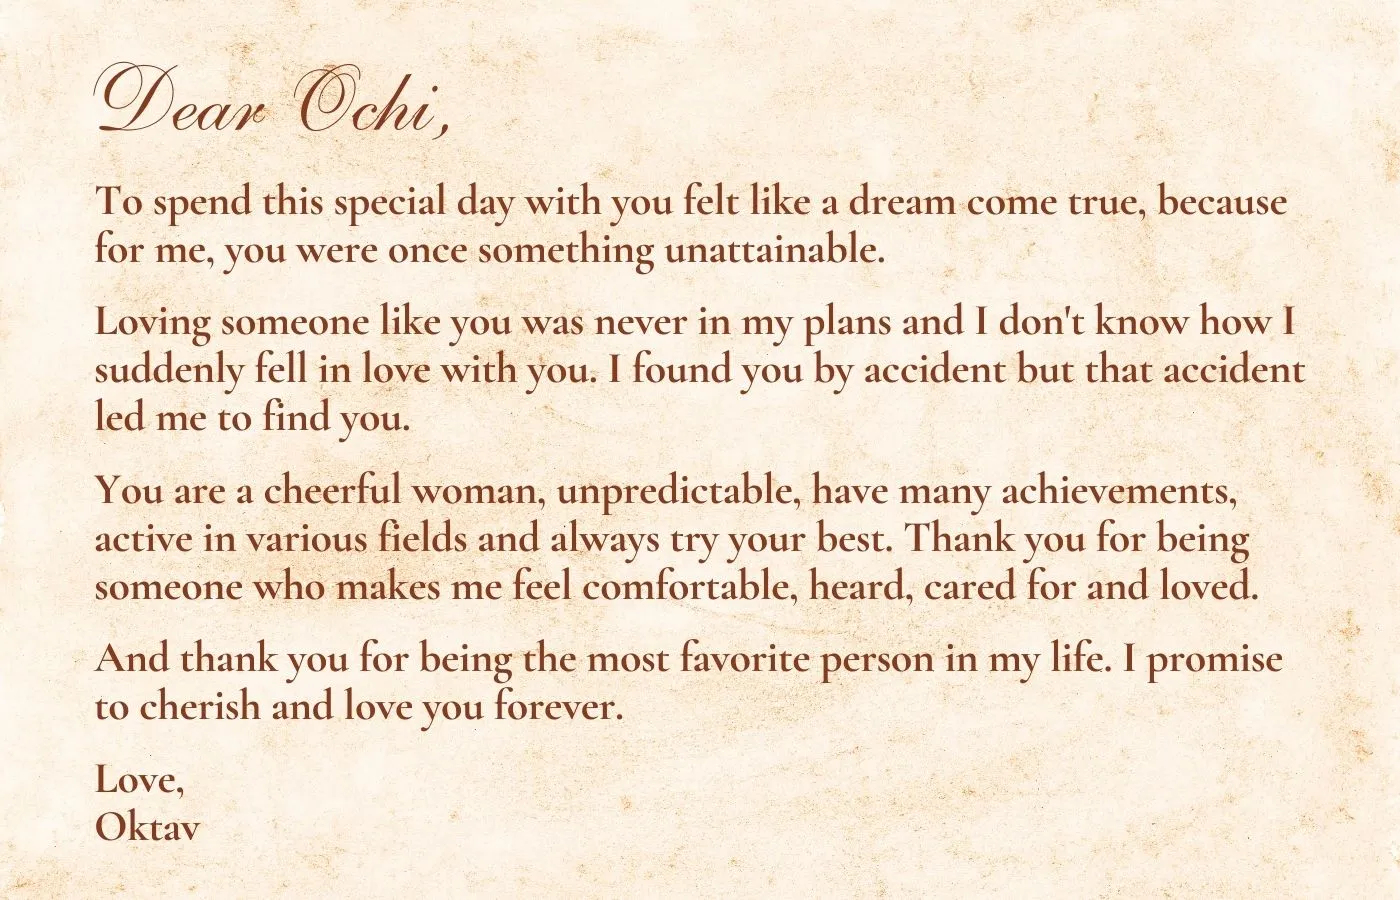 Dear Ochi,
To spend this special day with you felt like a dream come true, because
for me, you were once something unattainable.
Loving someone like you was never in my plans and I don't know how I
suddenly fell in love with you. I found you by accident but that accident
led me to find you.
You are a cheerful woman, unpredictable, have many achievements,
active in various fields and always try your best. Thank you for being
someone who makes me feel comfortable, heard, cared for and loved.
And thank you for being the most favorite person in my life. I promise
to cherish and love you forever.
Love,
Oktav